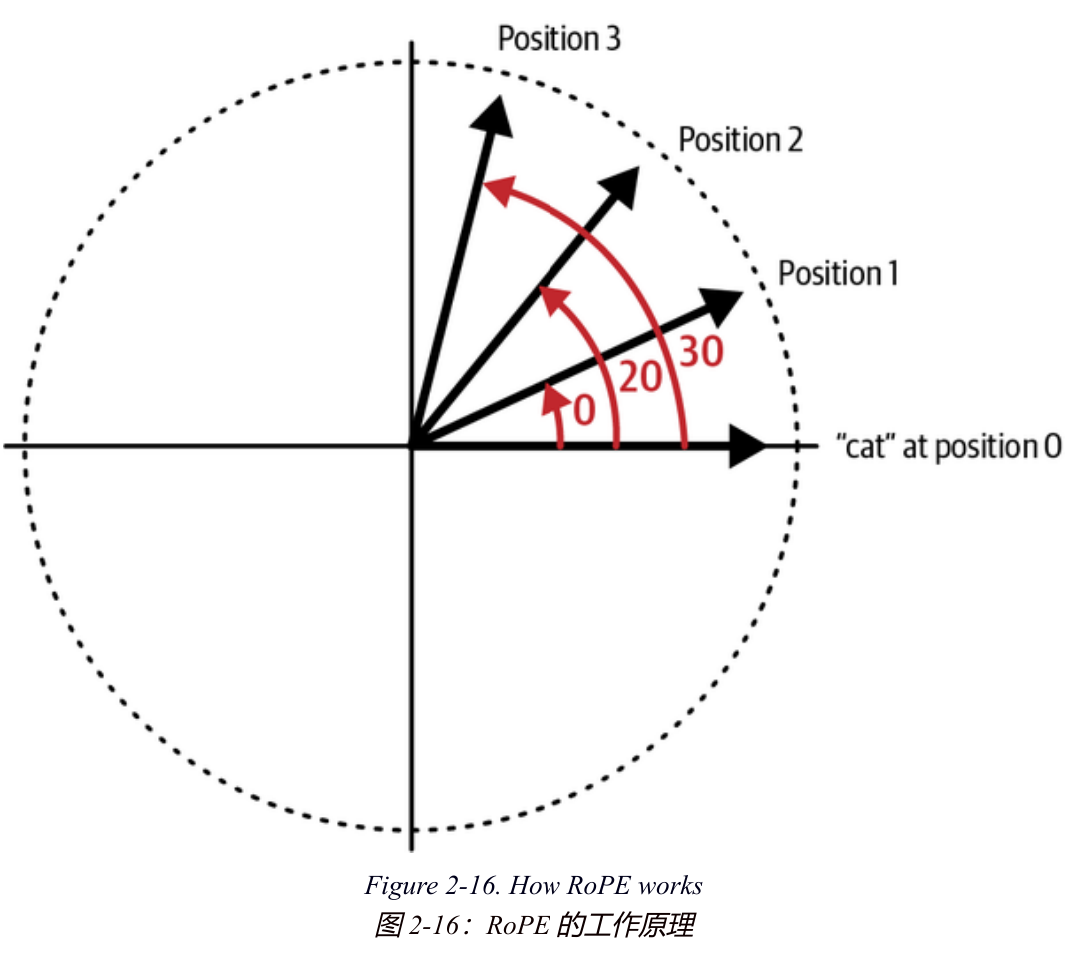 Position 3
Position 2
Position 1
30
20
0
“cat” at position 0
Figure 2-16. How RoPE works
图 2-16：RoPE 的工作原理